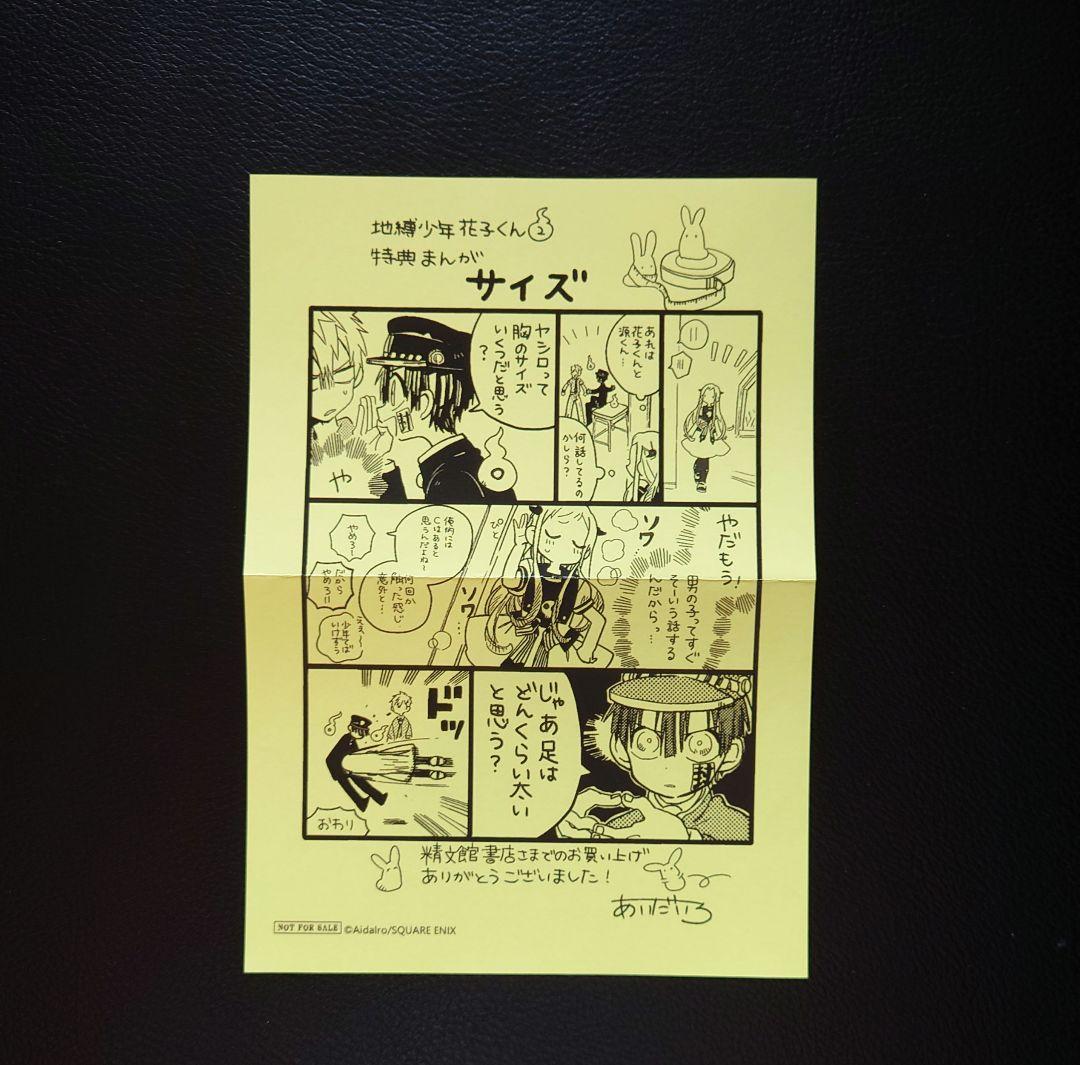 地縛少年花子くん2
特典まんが
サイズ
あれは
花子くんと
源くん…
何話してるの
かしら?
ヤシロって
胸のサイズ
いくつだと思う
?
や
やだもう!
男の子ってすぐ
そーいう話する
んだからっ…
ソワ
ソワ…
ぴと
俺的には
Cはあると
思うんだよね〜
何回か
触った感じ
意外と…
やめろー
だから
やめろ!!
ええ〜
少年てば
いけずう
じゃあ足は
どんくらい太い
と思う?
封
ドッ
おわり
精文館書店さまでのお買い上げ
ありがとうございました!
あいだいろ
NOT FOR SALE ©AidaIro/SQUARE ENIX